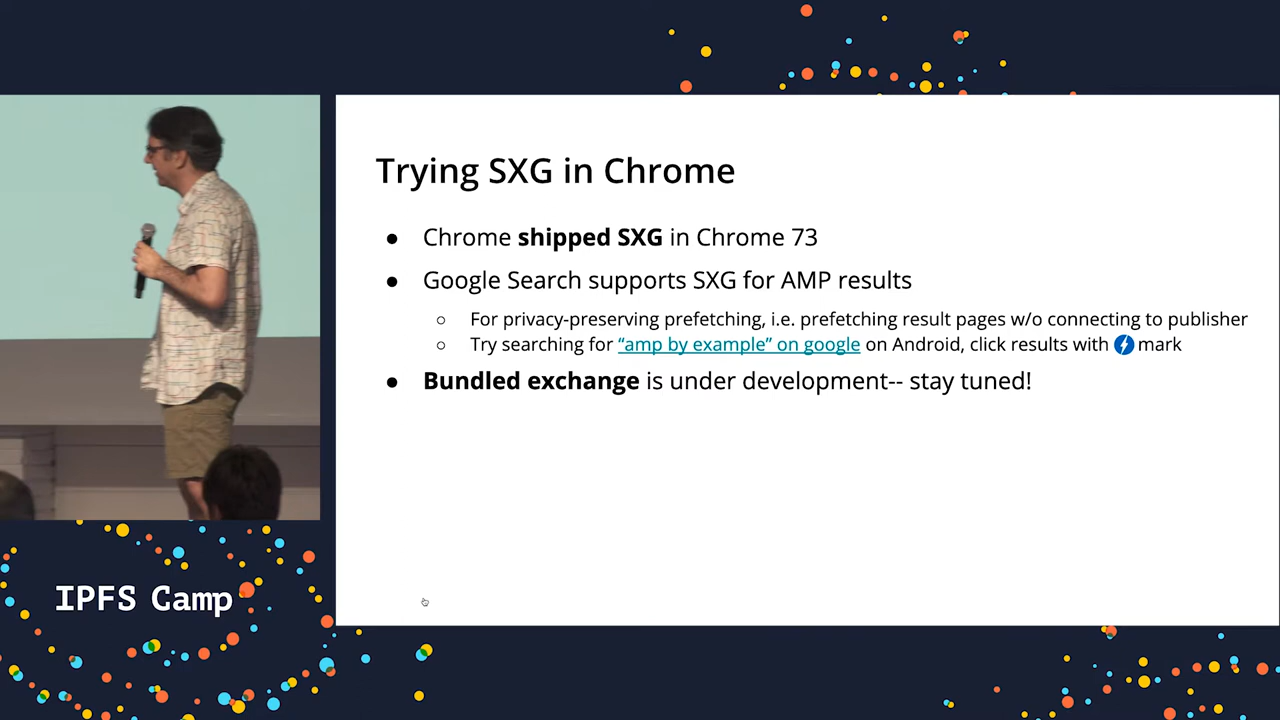 Trying SXG in Chrome
● Chrome shipped SXG in Chrome 73
● Google Search supports SXG for AMP results
○ For privacy-preserving prefetching, i.e. prefetching result pages w/o connecting to publisher
○ Try searching for “amp by example” on google on Android, click results with mark
● Bundled exchange is under development-- stay tuned!
IPFS Camp